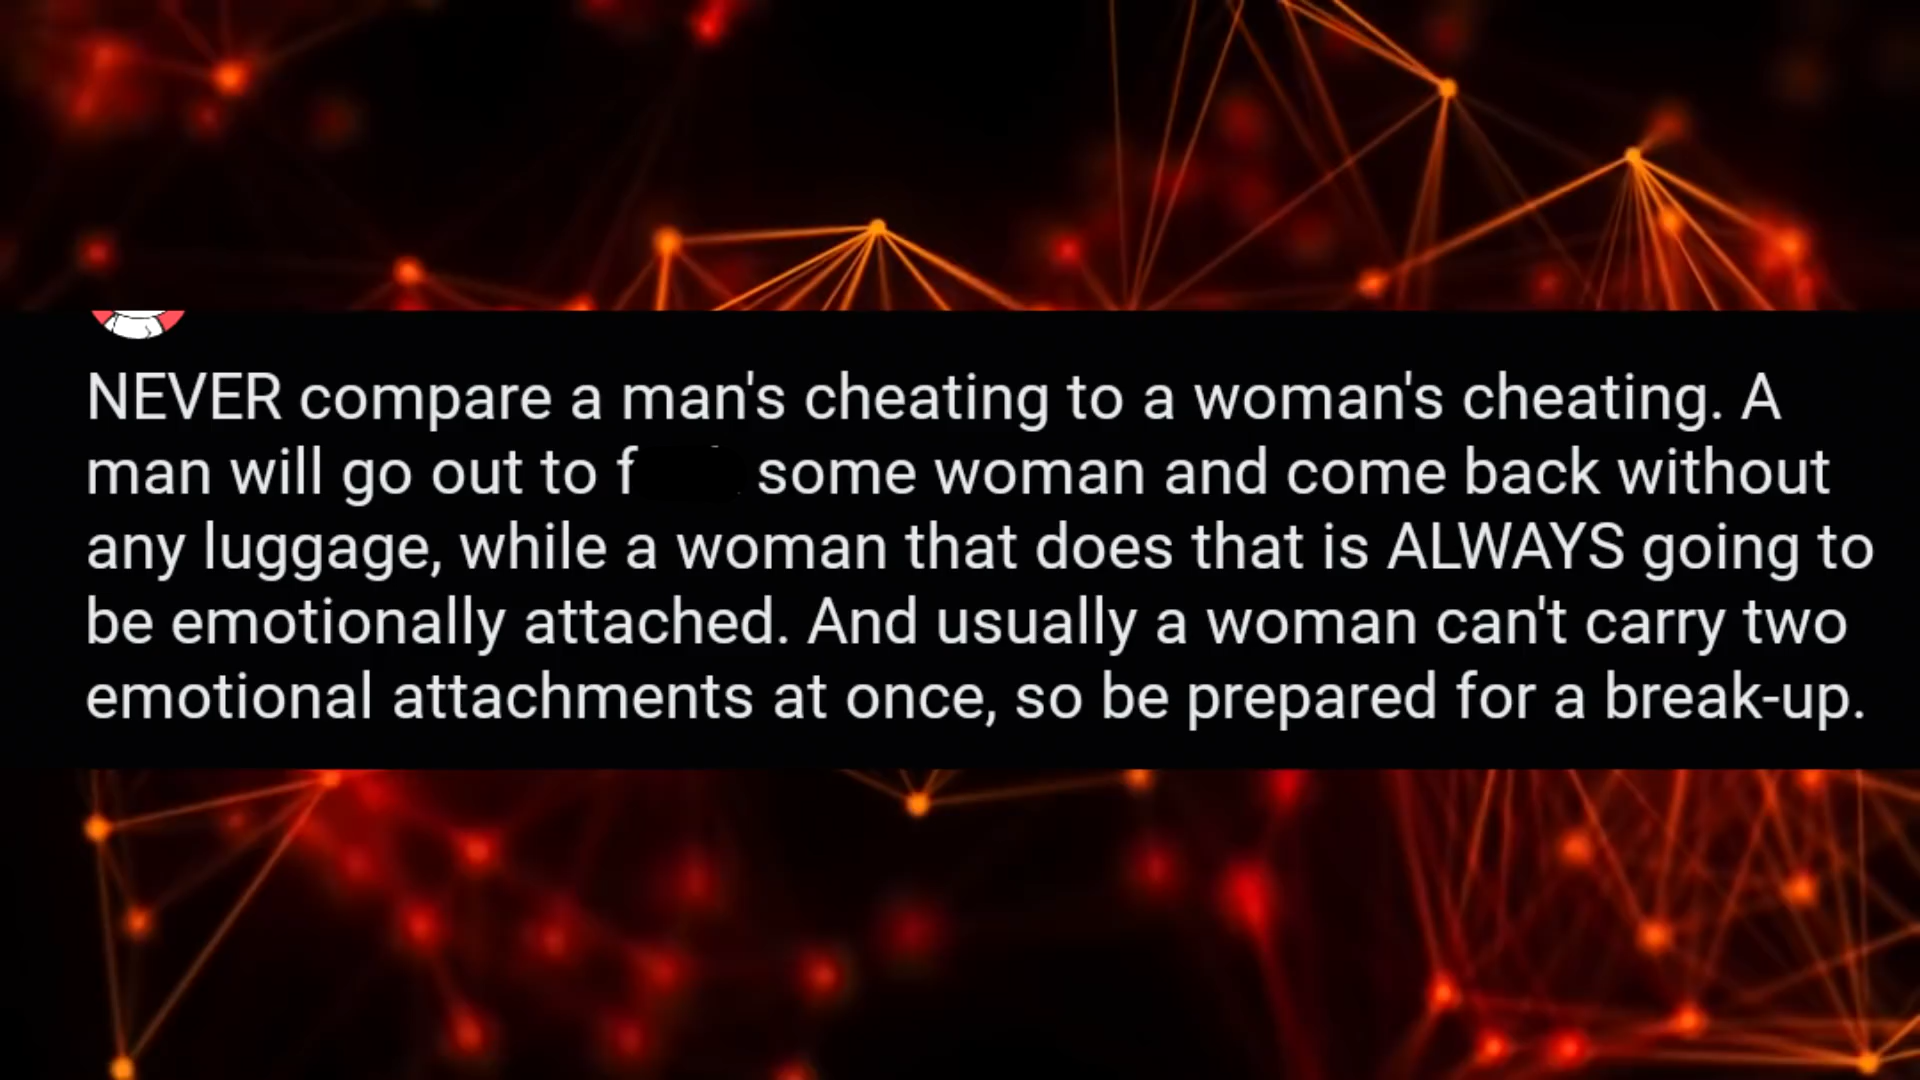 NEVER compare a man's cheating to a woman's cheating. A
man will go out to f some woman and come back without
any luggage, while a woman that does that is ALWAYS going to
be emotionally attached. And usually a woman can't carry two
emotional attachments at once, so be prepared for a break-up.